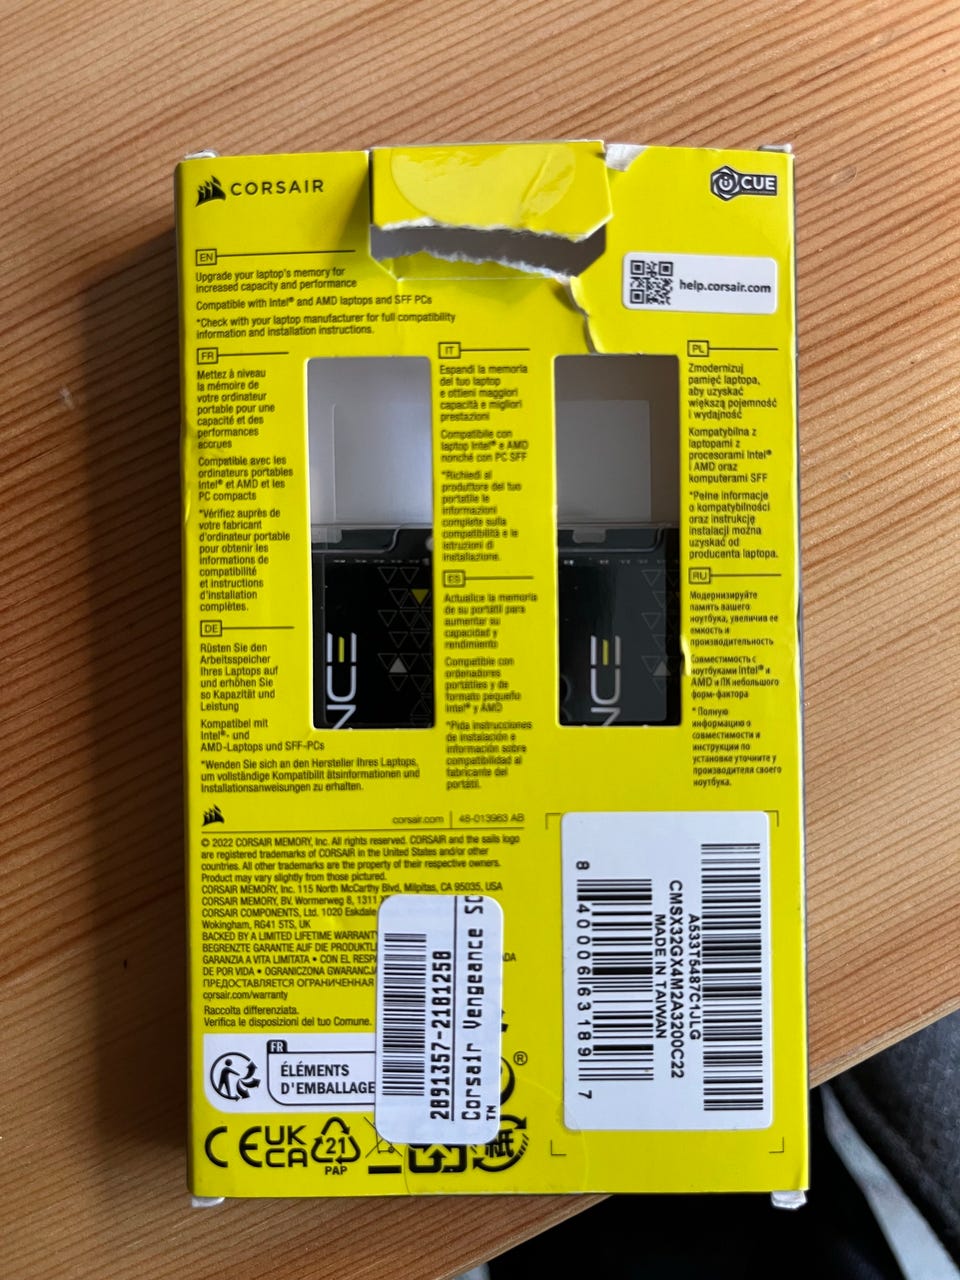 CORSAIR
iCUE
EN
Upgrade your laptop's memory for
increased capacity and performance
Compatible with Intel® and AMD laptops and SFF PCs
*Check with your laptop manufacturer for full compatibility
information and installation instructions.
help.corsair.com
FR
Mettez à niveau
la mémoire de
votre ordinateur
portable pour une
capacité et des
performances
accrues
Compatible avec les
ordinateurs portables
Intel® et AMD et les
PC compacts
*Vérifiez auprès de
votre fabricant
d'ordinateur portable
pour obtenir les
informations de
compatibilité
et instructions
d'installation
complètes.
DE
Rüsten Sie den
Arbeitsspeicher
Ihres Laptops auf
und erhöhen Sie
so Kapazität und
Leistung
Kompatibel mit
Intel®- und
AMD-Laptops und SFF-PCs
*Wenden Sie sich an den Hersteller Ihres Laptops,
um vollständige Kompatibilit ätsinformationen und
Installationsanweisungen zu erhalten.
IT
Espandi la memoria
del tuo laptop
e ottieni maggiori
capacità e migliori
prestazioni
Compatibile con
laptop Intel® e AMD
nonché con PC SFF
*Richiedi al
produttore del tuo
portatile le
informazioni
complete sulla
compatibilità e le
istruzioni di
installazione.
ES
Actualice la memoria
de su portátil para
aumentar su
capacidad y
rendimiento
Compatible con
ordenadores
portátiles y de
formato pequeño
Intel® y AMD
*Pida instrucciones
de instalación e
información sobre
compatibilidad al
fabricante del
portátil.
PL
Zmodernizuj
pamięć laptopa,
aby uzyskać
większą pojemność
i wydajność
Kompatybilna z
laptopami z
procesorami Intel®
i AMD oraz
komputerami SFF
*Pełne informacje
o kompatybilności
oraz instrukcję
instalacji można
uzyskać od
producenta laptopa.
RU
Модернизируйте
память вашего
ноутбука, увеличив ее
емкость и
производительность
Совместимость с
ноутбуками Intel® и
AMD и ПК небольшого
форм-фактора
* Полную
информацию о
совместимости и
инструкции по
установке уточните у
производителя своего
ноутбука.
NCE
NCE
corsair.com | 48-013963 AB
© 2022 CORSAIR MEMORY, Inc. All rights reserved. CORSAIR and the sails logo
are registered trademarks of CORSAIR in the United States and/or other
countries. All other trademarks are the property of their respective owners.
Product may vary slightly from those pictured.
CORSAIR MEMORY, Inc. 115 North McCarthy Blvd, Milpitas, CA 95035, USA
CORSAIR MEMORY, BV. Wormerweg 8, 1311
CORSAIR COMPONENTS, Ltd. 1020 Eskdale
Wokingham, RG41 5TS, UK
BACKED BY A LIMITED LIFETIME WARRANTY
BEGRENZTE GARANTIE AUF DIE
GARANZIA A VITA LIMITATA • CON EL
DE POR VIDA • OGRANICZONA
ПРЕДОСТАВЛЯЕТСЯ ОГРАНИЧЕННАЯ
corsair.com/warranty
Raccolta differenziata.
Verifica le disposizioni del tuo Comune.
FR
ÉLÉMENTS
D'EMBALLAGE
®
CE UK
CA
21
PAP
紙
2891357-2181258
Corsair Vengeance SO
TM
A533T5487C1JLG
CMSX32GX4M2A3200C22
MADE IN TAIWAN
8 40006 63189 7